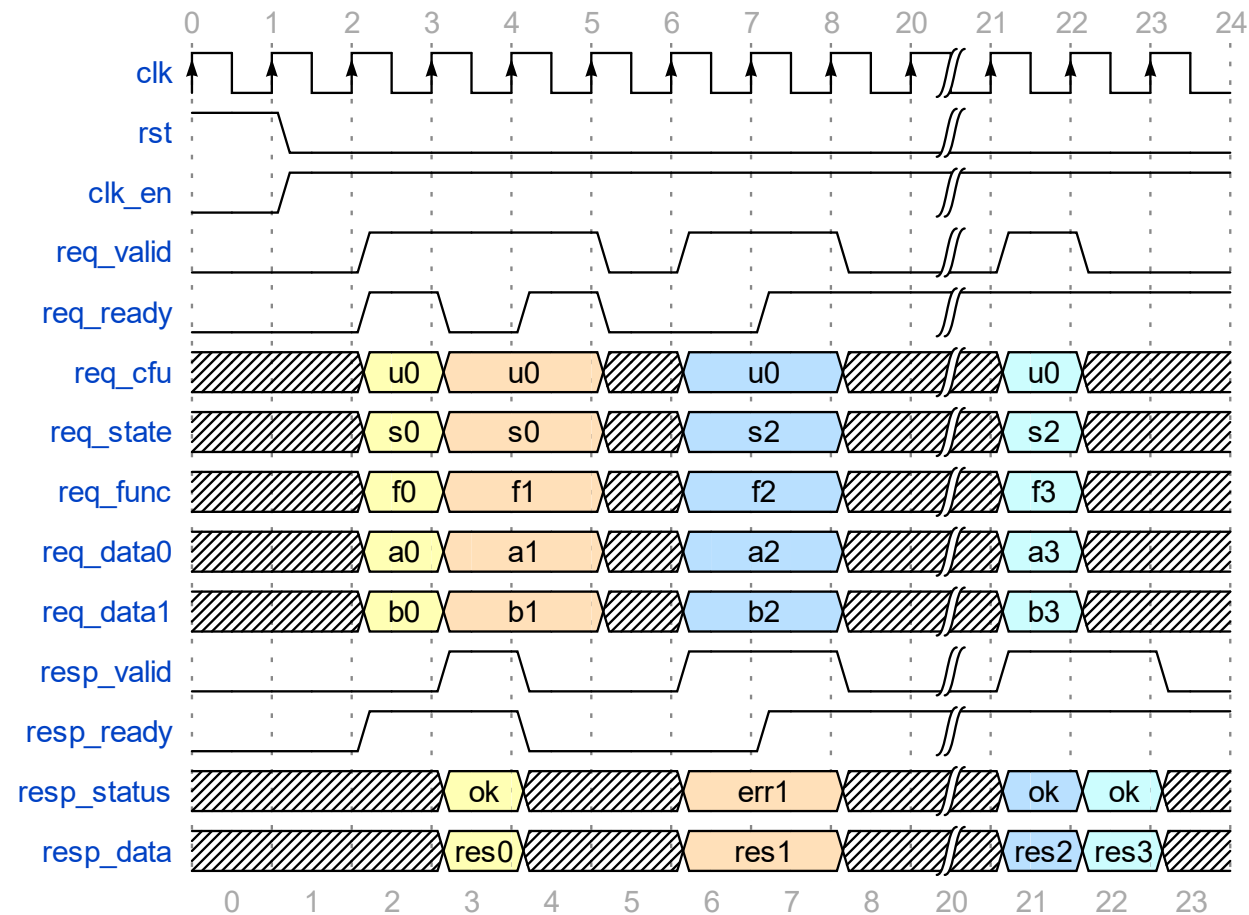 0 1 2 3 4 5 6 7 8 20 21 22 23 24
clk
rst
clk_en
req_valid
req_ready
req_cfu u0 u0 u0 u0
req_state s0 s0 s2 s2
req_func f0 f1 f2 f3
req_data0 a0 a1 a2 a3
req_data1 b0 b1 b2 b3
resp_valid
resp_ready
resp_status ok err1 ok ok
resp_data res0 res1 res2 res3
0 1 2 3 4 5 6 7 8 20 21 22 23